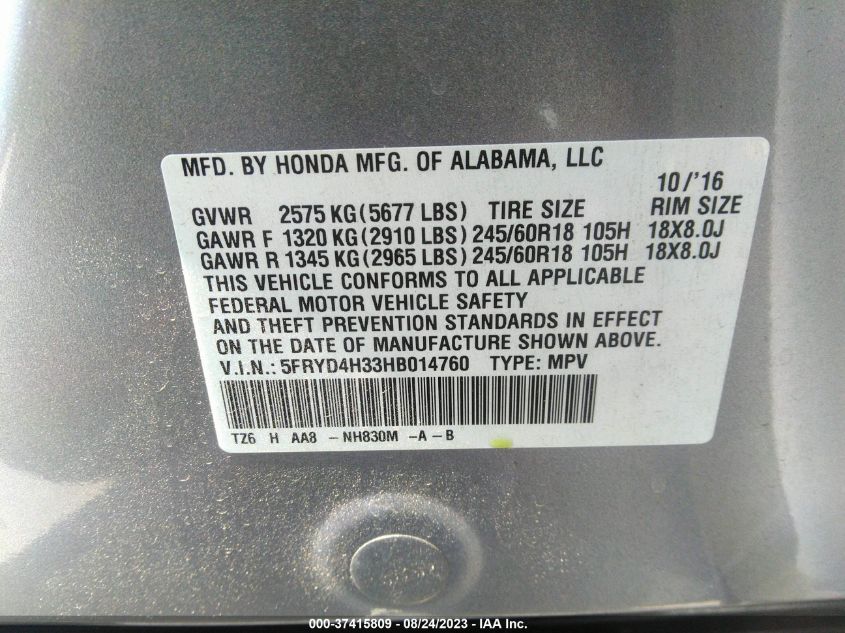 MFD. BY HONDA MFG. OF ALABAMA, LLC
10/'16
GVWR 2575 KG(5677 LBS) TIRE SIZE RIM SIZE
GAWR F 1320 KG(2910 LBS) 245/60R18 105H 18X8.0J
GAWR R 1345 KG(2965 LBS) 245/60R18 105H 18X8.0J
THIS VEHICLE CONFORMS TO ALL APPLICABLE
FEDERAL MOTOR VEHICLE SAFETY
AND THEFT PREVENTION STANDARDS IN EFFECT
ON THE DATE OF MANUFACTURE SHOWN ABOVE.
V.I.N.: 5FRYD4H33HB014760 TYPE: MPV
TZ6 H AA8 - NH830M -A - B
000-37415809 - 08/24/2023 - IAA Inc.